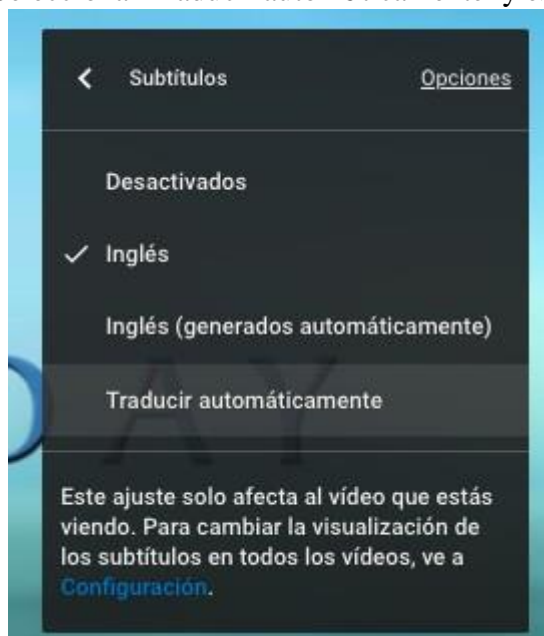 Subtítulos Opciones
Desactivados
Inglés
Inglés (generados automáticamente)
Traducir automáticamente
DAY
Este ajuste solo afecta al vídeo que estás
viendo. Para cambiar la visualización de
los subtítulos en todos los vídeos, ve a
Configuración.